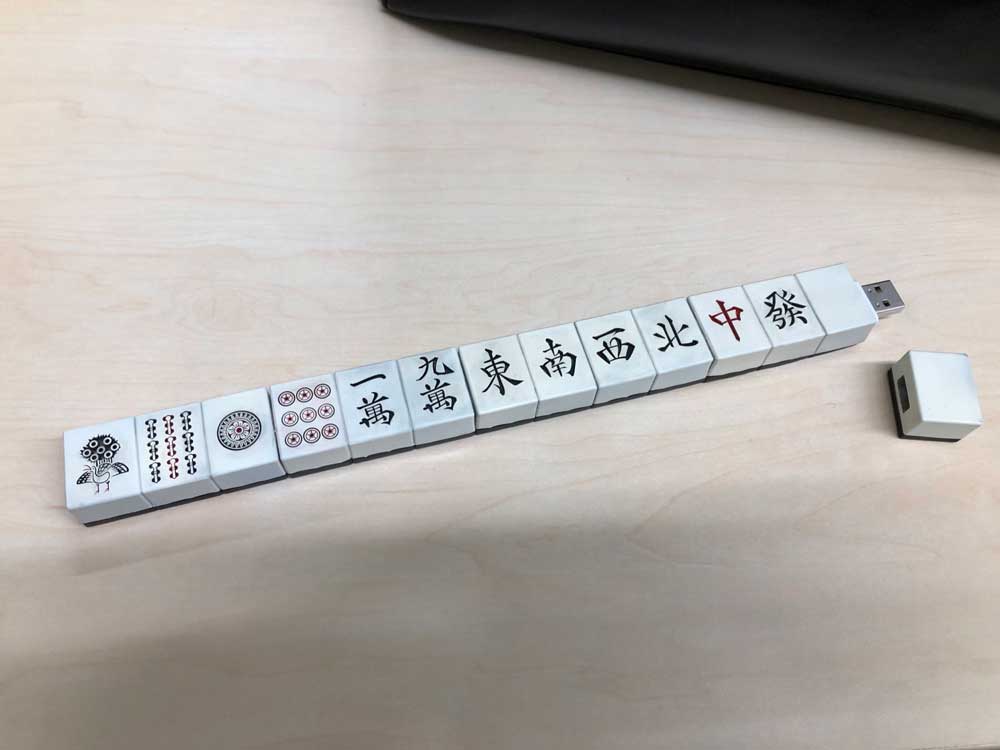 一萬 九萬 東 南 西 北 中 發